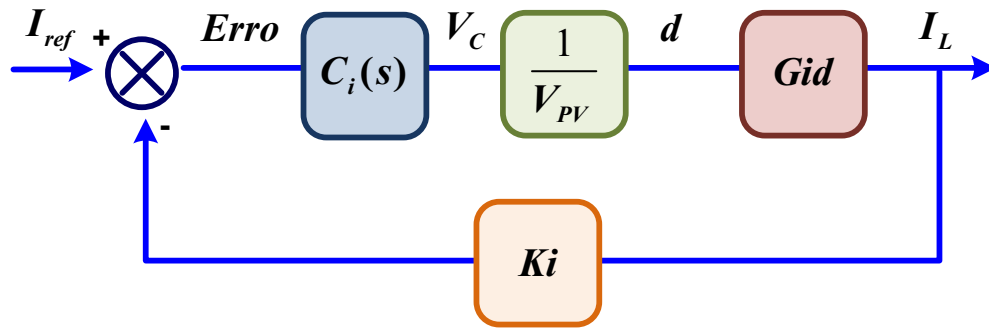 I_ref + Erro C_i(s) V_C 1/V_PV d Gid I_L
-
Ki